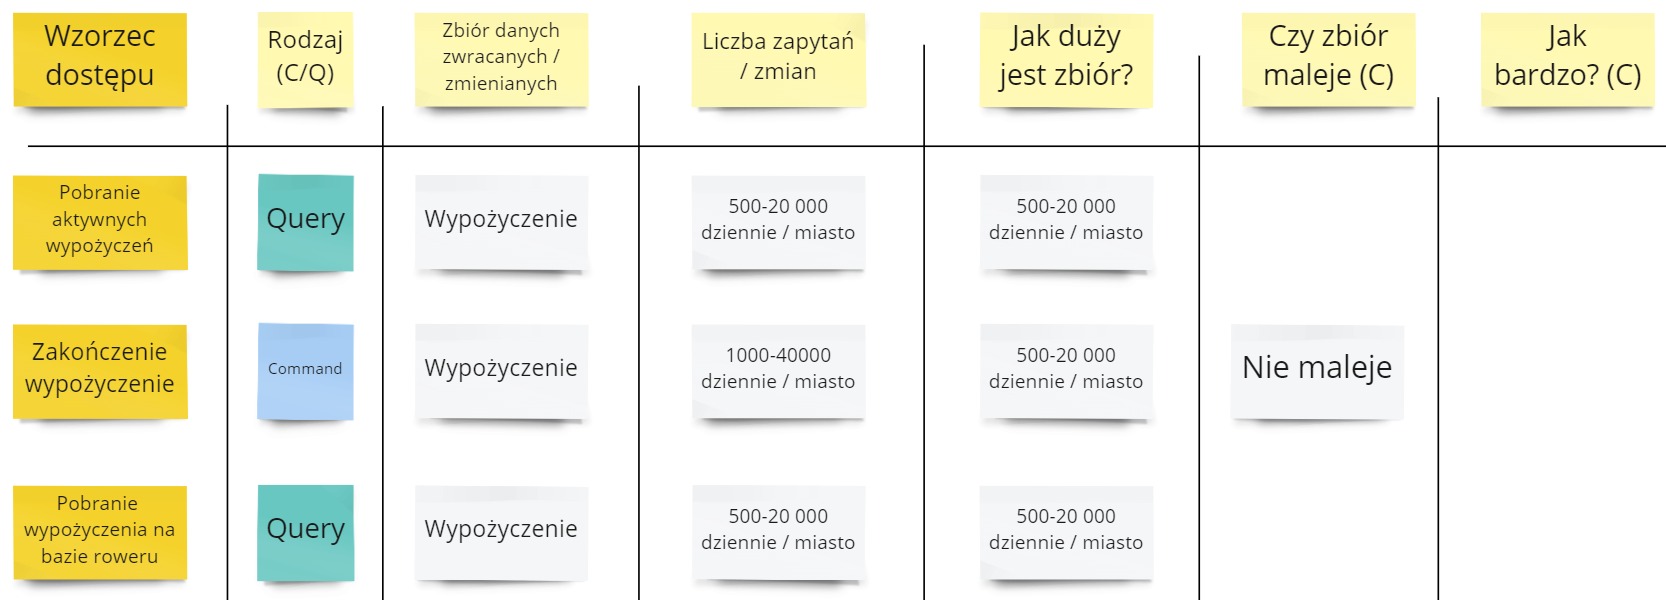 Wzorzec
dostępu
Rodzaj
(C/Q)
Zbiór danych
zwracanych /
zmienianych
Liczba zapytań
/ zmian
Jak duży
jest zbiór?
Czy zbiór
maleje (C)
Jak
bardzo? (C)
Pobranie
aktywnych
wypożyczeń
Query
Wypożyczenie
500-20 000
dziennie / miasto
500-20 000
dziennie / miasto
Zakończenie
wypożyczenie
Command
Wypożyczenie
1000-40000
dziennie / miasto
500-20 000
dziennie / miasto
Nie maleje
Pobranie
wypożyczenia na
bazie roweru
Query
Wypożyczenie
500-20 000
dziennie / miasto
500-20 000
dziennie / miasto